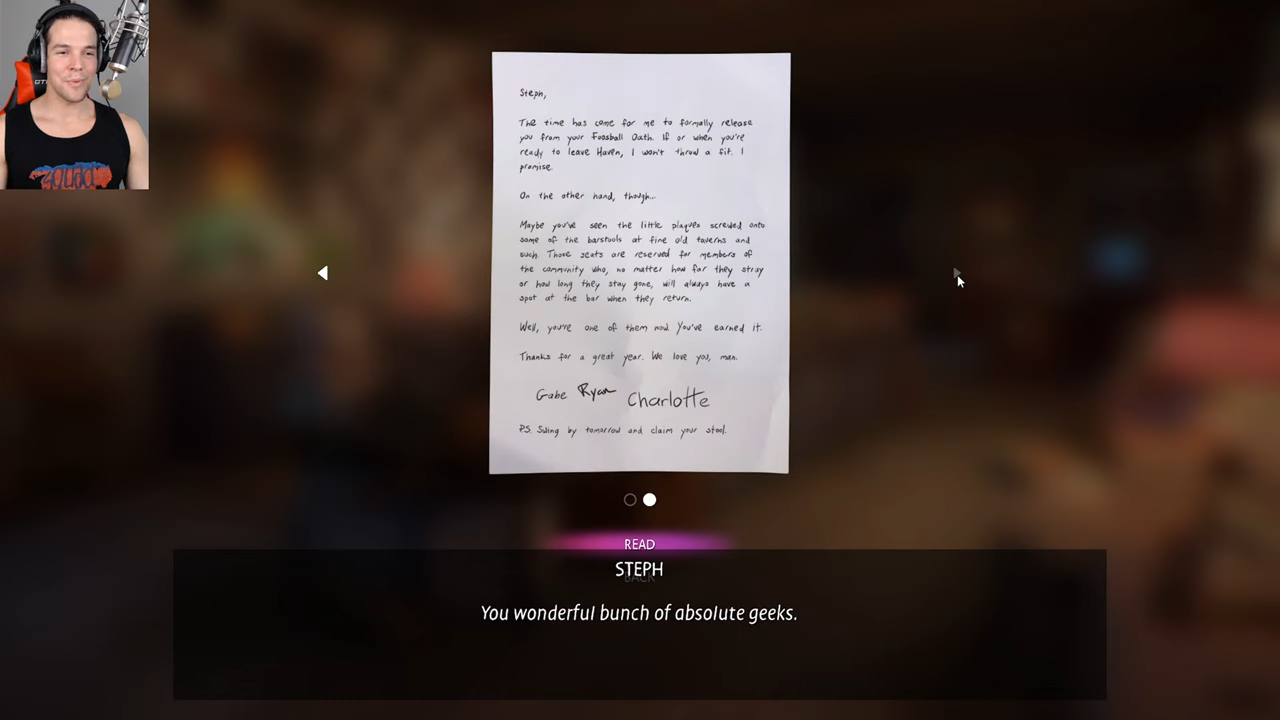 Steph,
The time has come for me to formally release
you from your Foosball Oath. If or when you're
ready to leave Haven, I won't throw a fit. I
promise.
On the other hand, though...
Maybe you've seen the little plaques screwed onto
some of the barstools at fine old taverns and
such. Those seats are reserved for members of
the community who, no matter how far they stray
or how long they stay gone, will always have a
spot at the bar when they return.
Well, you're one of them now. You've earned it.
Thanks for a great year. We love you, man.
Gabe Ryan Charlotte
P.S. Swing by tomorrow and claim your stool.
READ
STEPH
BACK
You wonderful bunch of absolute geeks.